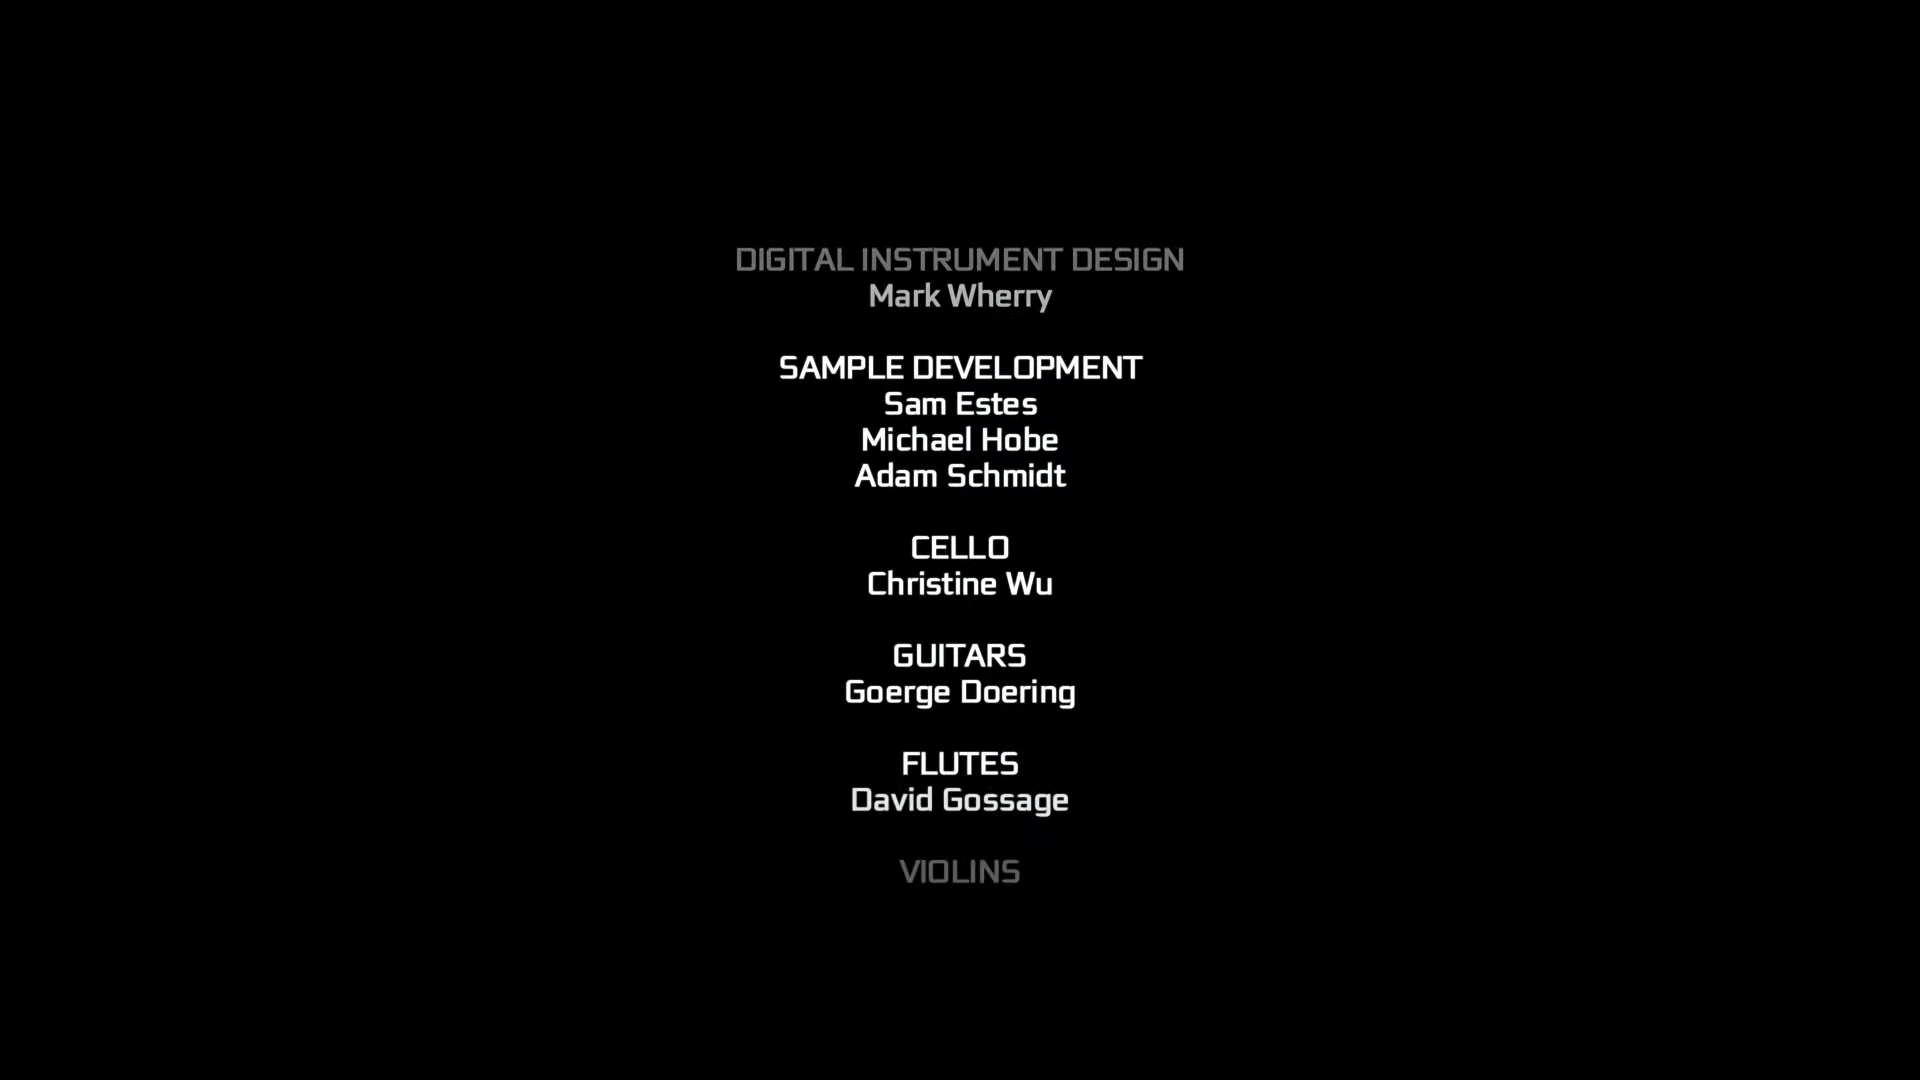 DIGITAL INSTRUMENT DESIGN
Mark Wherry
SAMPLE DEVELOPMENT
Sam Estes
Michael Hobe
Adam Schmidt
CELLO
Christine Wu
GUITARS
Goerge Doering
FLUTES
David Gossage
VIOLINS